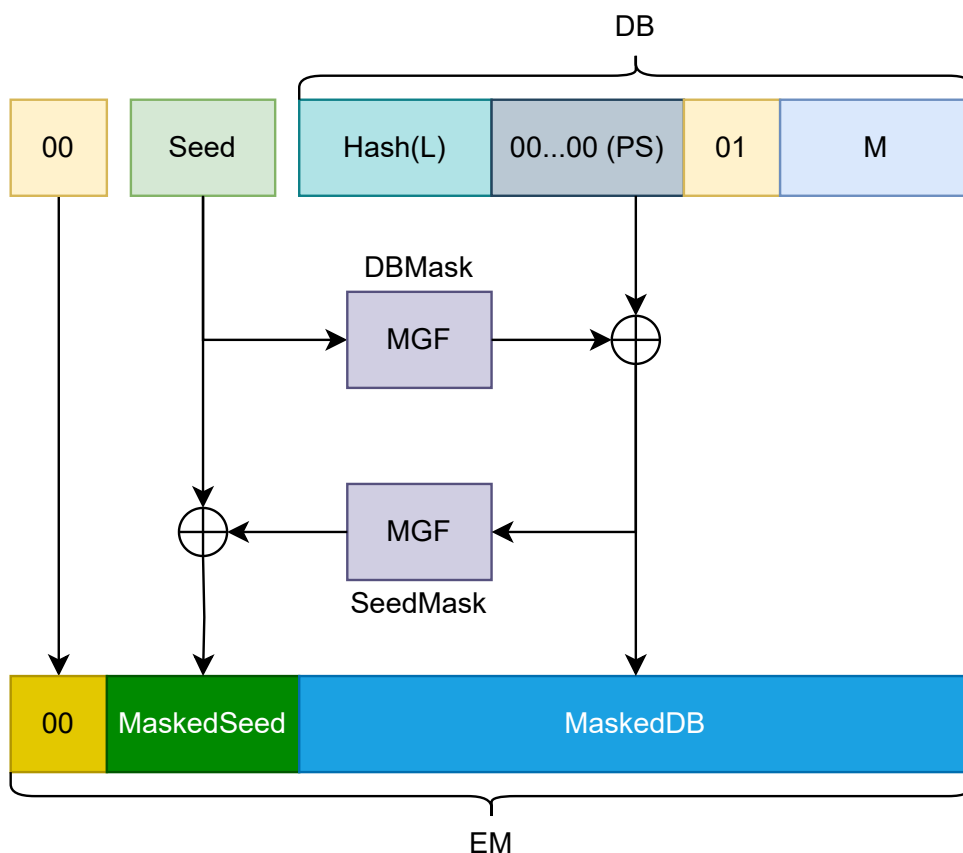 DB
00
Seed
Hash(L)
00...00 (PS)
01
M
DBMask
MGF
MGF
SeedMask
00
MaskedSeed
MaskedDB
EM